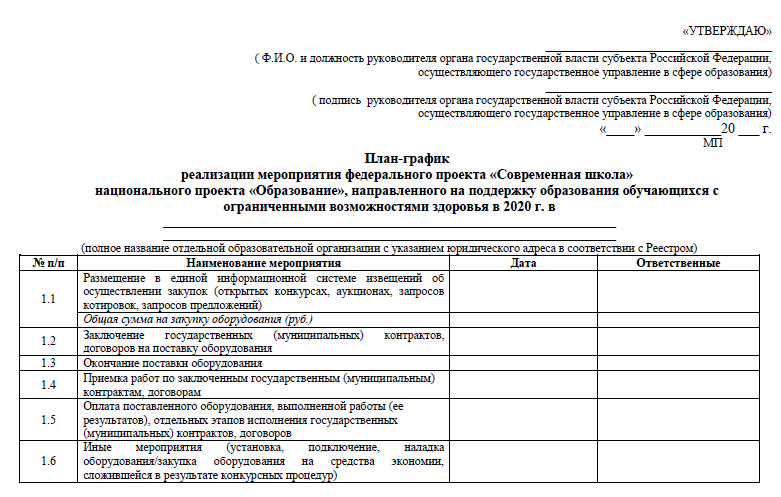 «УТВЕРЖДАЮ»
( Ф.И.О. и должность руководителя органа государственной власти субъекта Российской Федерации,
осуществляющего государственное управление в сфере образования)
( подпись руководителя органа государственной власти субъекта Российской Федерации,
осуществляющего государственное управление в сфере образования)
«____» ___________20 ___ г.
МП
План-график
реализации мероприятия федерального проекта «Современная школа»
национального проекта «Образование», направленного на поддержку образования обучающихся с
ограниченными возможностями здоровья в 2020 г. в
(полное название отдельной образовательной организации с указанием юридического адреса в соответствии с Реестром)
№ п/п Наименование мероприятия Дата Ответственные
1.1 Размещение в единой информационной системе извещений об
осуществлении закупок (открытых конкурсах, аукционах, запросов
котировок, запросов предложений)
Общая сумма на закупку оборудования (руб.)
1.2 Заключение государственных (муниципальных) контрактов,
договоров на поставку оборудования
1.3 Окончание поставки оборудования
1.4 Приемка работ по заключенным государственным (муниципальным)
контрактам, договорам
1.5 Оплата поставленного оборудования, выполненной работы (ее
результатов), отдельных этапов исполнения государственных
(муниципальных) контрактов, договоров
1.6 Иные мероприятия (установка, подключение, наладка
оборудования/закупка оборудования на средства экономии,
сложившейся в результате конкурсных процедур)